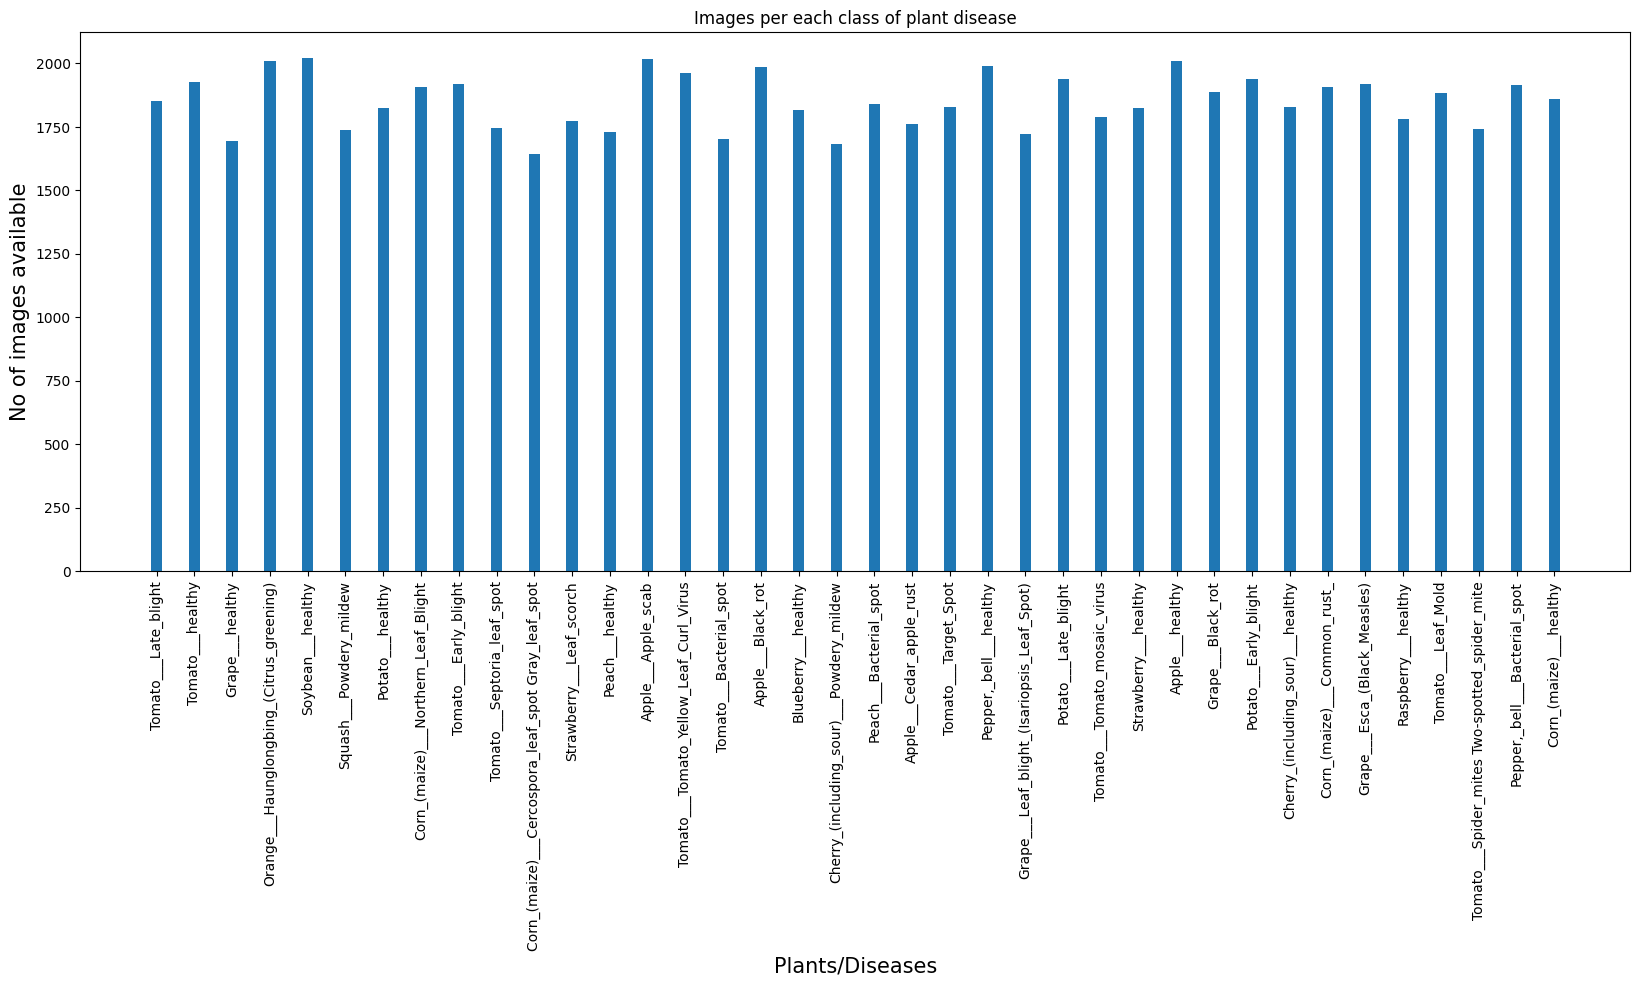 Images per each class of plant disease
No of images available
2000
1750
1500
1250
1000
750
500
250
0
Tomato___Late_blight
Tomato___healthy
Grape___healthy
Orange___Haunglongbing_(Citrus_greening)
Soybean___healthy
Squash___Powdery_mildew
Potato___healthy
Corn_(maize)___Northern_Leaf_Blight
Tomato___Early_blight
Tomato___Septoria_leaf_spot
Corn_(maize)___Cercospora_leaf_spot Gray_leaf_spot
Strawberry___Leaf_scorch
Peach___healthy
Apple___Apple_scab
Tomato___Tomato_Yellow_Leaf_Curl_Virus
Tomato___Bacterial_spot
Apple___Black_rot
Blueberry___healthy
Cherry_(including_sour)___Powdery_mildew
Peach___Bacterial_spot
Apple___Cedar_apple_rust
Tomato___Target_Spot
Pepper,_bell___healthy
Grape___Leaf_blight_(Isariopsis_Leaf_Spot)
Potato___Late_blight
Tomato___Tomato_mosaic_virus
Strawberry___healthy
Apple___healthy
Grape___Black_rot
Potato___Early_blight
Cherry_(including_sour)___healthy
Corn_(maize)___Common_rust_
Grape___Esca_(Black_Measles)
Raspberry___healthy
Tomato___Leaf_Mold
Tomato___Spider_mites Two-spotted_spider_mite
Pepper,_bell___Bacterial_spot
Corn_(maize)___healthy
Plants/Diseases